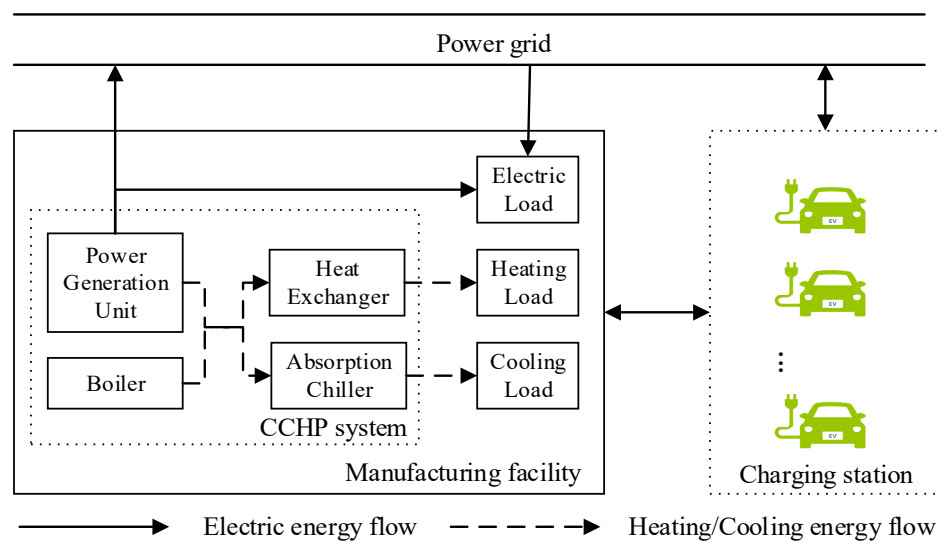 Power grid
Electric
Load
Power
Generation
Unit
Heat
Exchanger
Heating
Load
Boiler
Absorption
Chiller
Cooling
Load
CCHP system
Manufacturing facility
EV
EV
⋮
EV
Charging station
Electric energy flow
Heating/Cooling energy flow